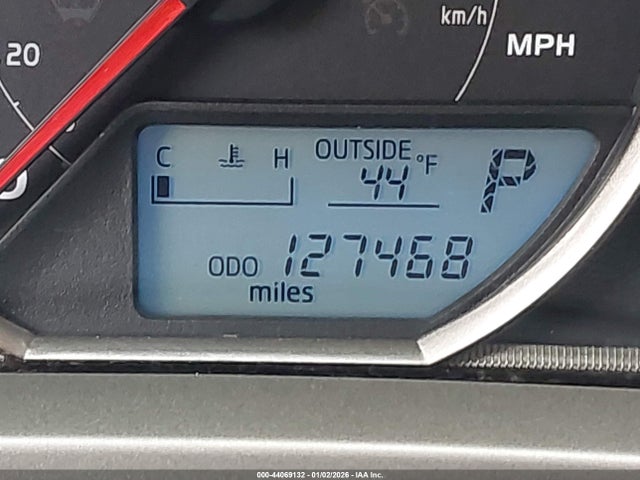 km/h
20
MPH
C H OUTSIDE °F
44
P
ODO 127468
miles
000-44069132 - 01/02/2026 - IAA Inc.